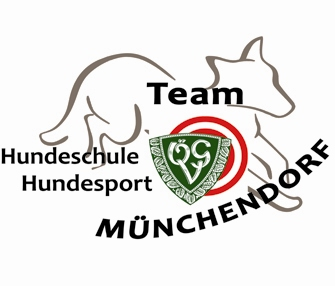 Team
Hundeschule
Hundesport
ÖGV
MÜNCHENDORF